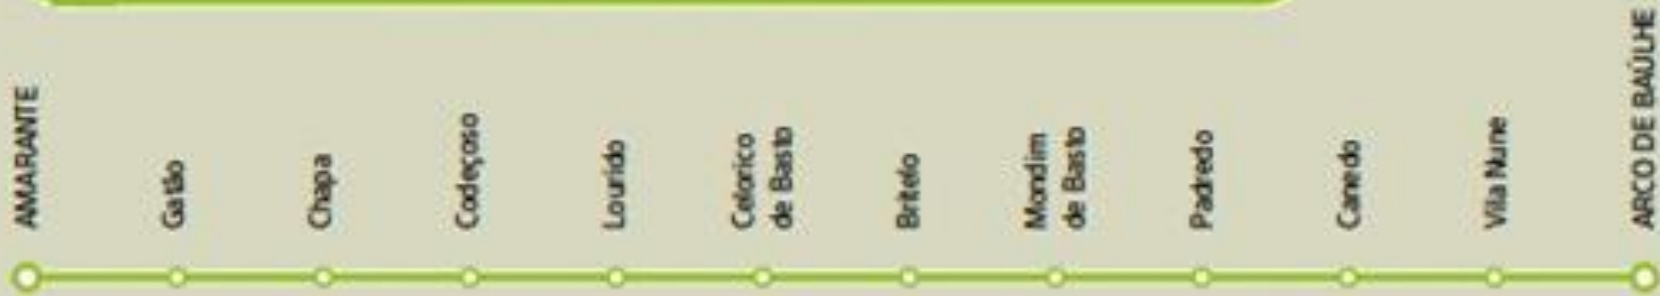 AMARANTE
Gatão
Chapa
Codeçoso
Lourido
Celorico
de Basto
Britelo
Mondim
de Basto
Padredo
Canedo
Vila Nune
ARCO DE BAÚLHE